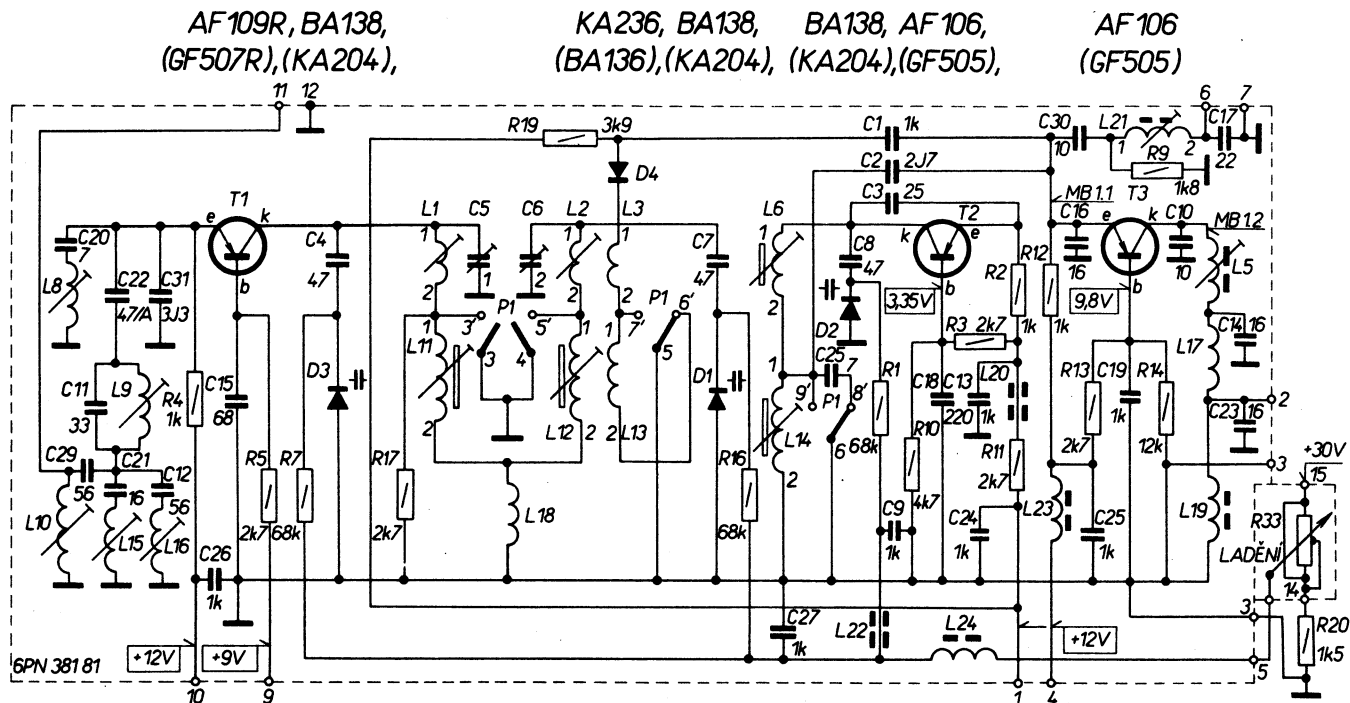 AF109R, BA138,
(GF507R),(KA204),
KA236, BA138,
(BA136),(KA204),
BA138, AF106,
(KA204),(GF505),
AF106
(GF505)
11 12
6 7
R19 3k9
C1 1k
C30 10
L21
1 2
C17 22
R9 1k8
C2 2J7
C3 25
D4
MB1.1
MB1.2
T1
e k
b
C20 7
L8
C22 47/A
C31 3J3
C4 47
L1
1 2
C5 1
C6 2
L2
1 2
L3
1 2
C7 47
L6
1 2
C8 47
D2
T2
k e
b
3,35V
R2 1k
R12 1k
C16 16
T3
e k
b
9,8V
C10 10
L5
C14 16
L17
C11 33
L9
R4 1k
C15 68
D3
L11
1 2
P1
3' 5'
3 4
L12
1 2
L13
1 2
7' P1 6'
5
D1
L14
1 2
C25 7
9' P1 8'
6
R1 68k
R3 2k7
C18 220
C13 1k
L20
R10 4k7
R11 2k7
R13 2k7
C19 1k
R14 12k
C23 16
2
3
C29 56
C21 16
C12 56
L10
L15
L16
R5 2k7
R7 68k
R17 2k7
L18
R16 68k
C9 1k
C24 1k
L23
C25 1k
L19
+30V
15
R33
LADĚNÍ
14
C26 1k
C27 1k
L22
L24
+12V
3
R20 1k5
5
6PN 381 81
+12V
+9V
10 9 1 4